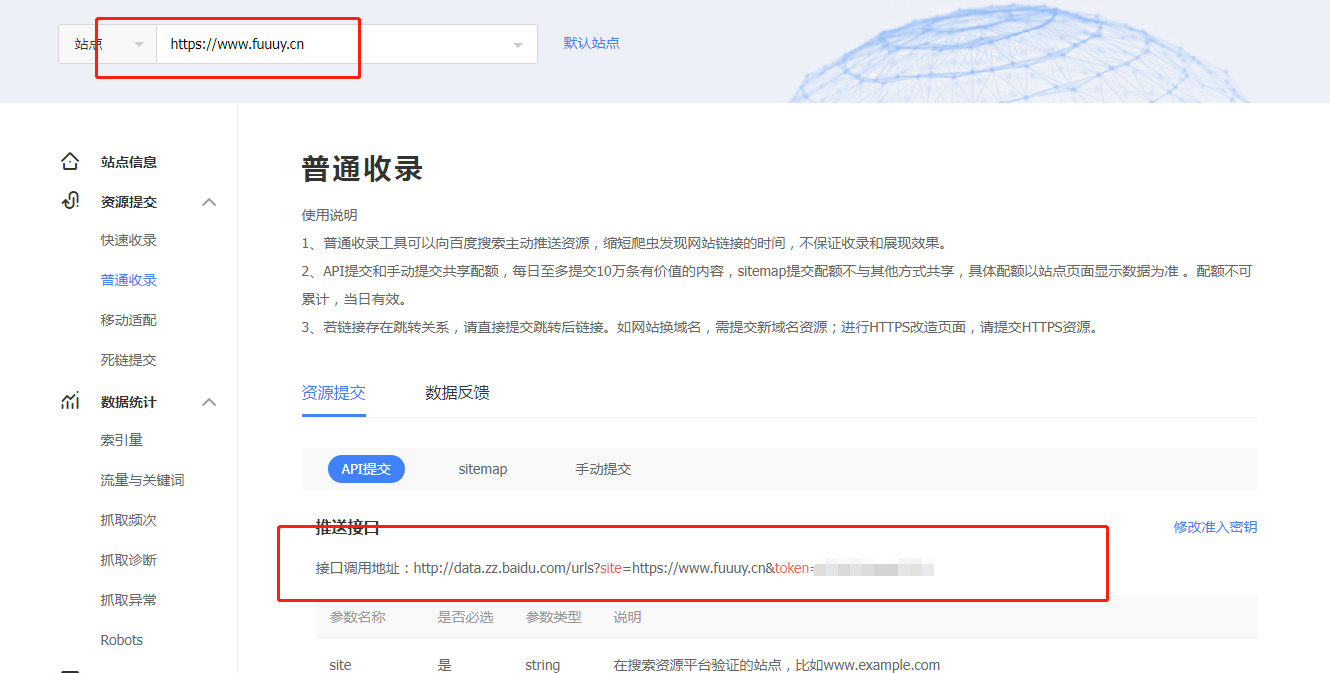 站点 https://www.fuuuy.cn 默认站点
站点信息
资源提交
快速收录
普通收录
移动适配
死链提交
数据统计
索引量
流量与关键词
抓取频次
抓取诊断
抓取异常
Robots
普通收录
使用说明
1、普通收录工具可以向百度搜索主动推送资源，缩短爬虫发现网站链接的时间，不保证收录和展现效果。
2、API提交和手动提交共享配额，每日至多提交10万条有价值的内容，sitemap提交配额不与其他方式共享，具体配额以站点页面显示数据为准 。配额不可
累计，当日有效。
3、若链接存在跳转关系，请直接提交跳转后链接。如网站换域名，需提交新域名资源；进行HTTPS改造页面，请提交HTTPS资源。
资源提交 数据反馈
API提交 sitemap 手动提交
推送接口 修改准入密钥
接口调用地址：http://data.zz.baidu.com/urls?site=https://www.fuuuy.cn&token=
参数名称 是否必选 参数类型 说明
site 是 string 在搜索资源平台验证的站点，比如www.example.com